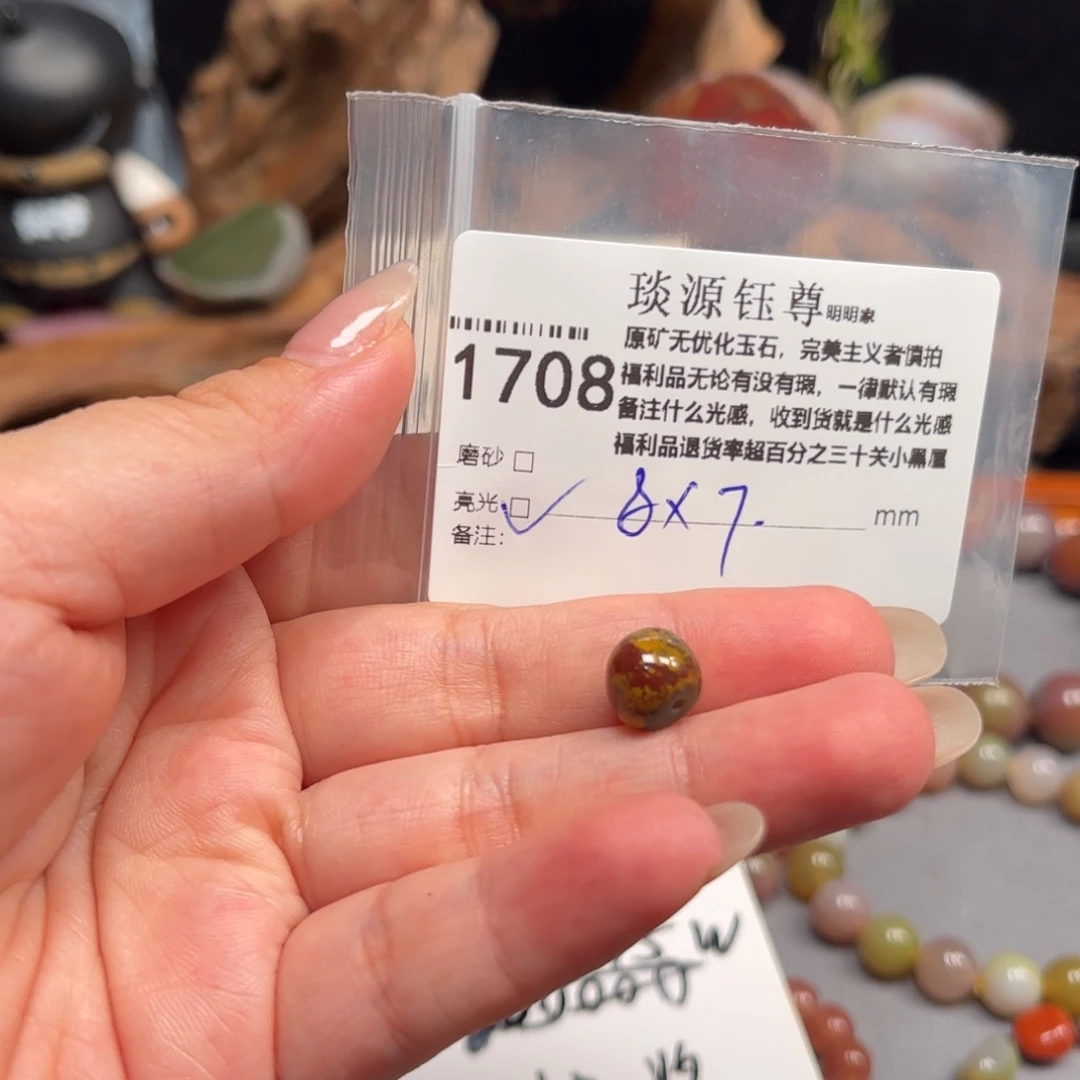 琰源钰尊明明家
原矿无优化玉石，完美主义者慎拍
1708
福利品无论有没有瑕，一律默认有瑕
备注什么光感，收到货就是什么光感
福利品退货率超百分之三十关小黑屋
磨砂 □
亮光 □✓ 8×7. mm
备注：
W